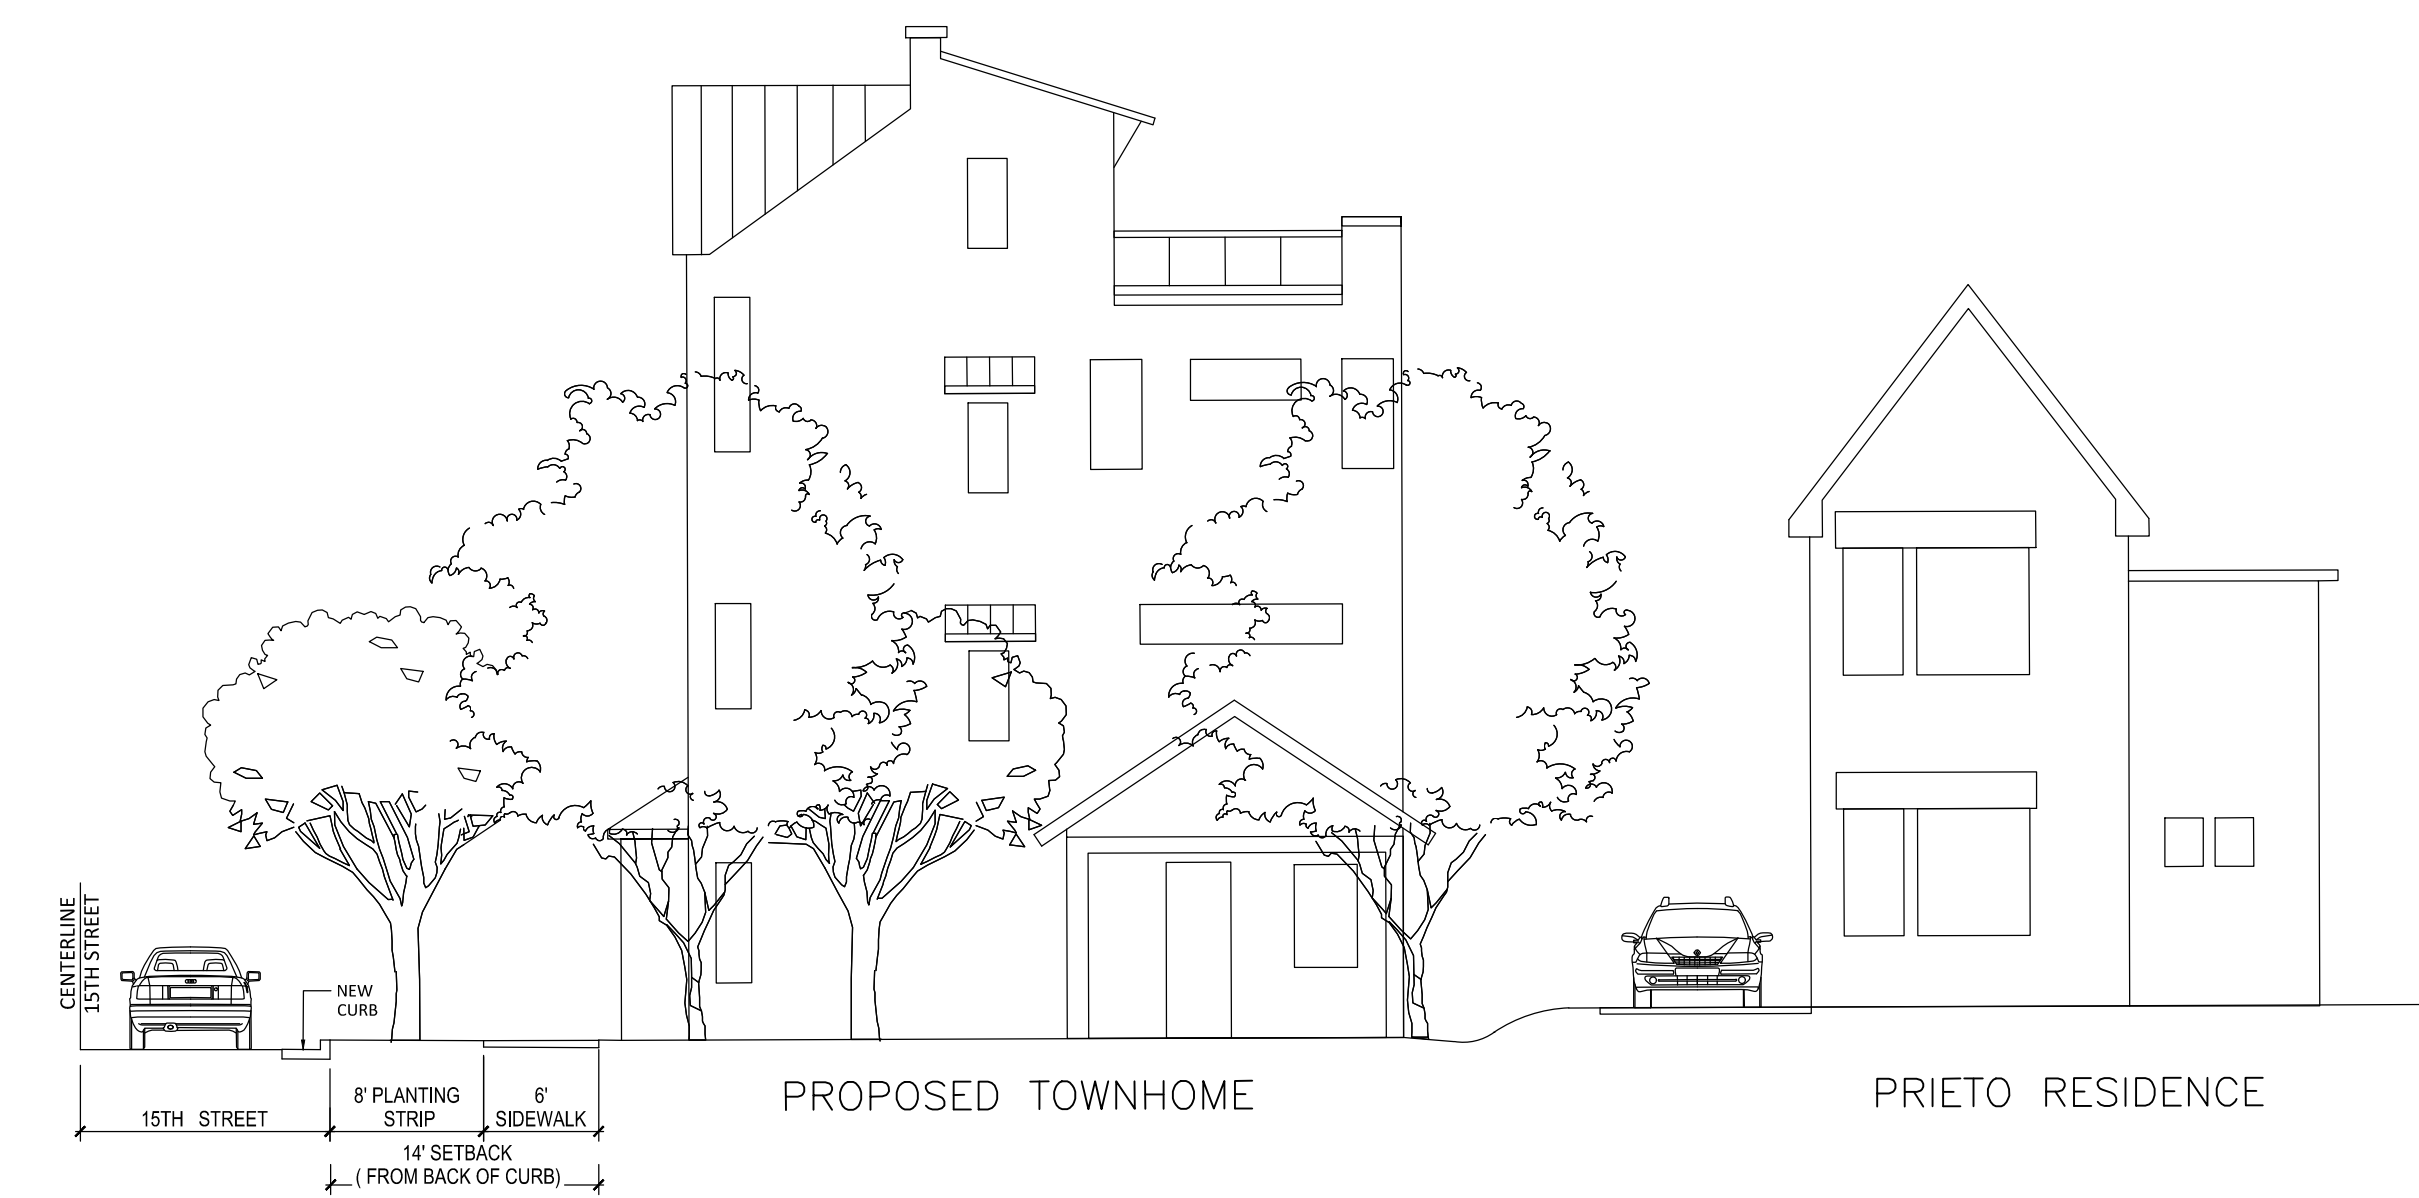 CENTERLINE
15TH STREET
NEW
CURB
8' PLANTING
STRIP
6'
SIDEWALK
15TH STREET
14' SETBACK
( FROM BACK OF CURB)
PROPOSED TOWNHOME
PRIETO RESIDENCE